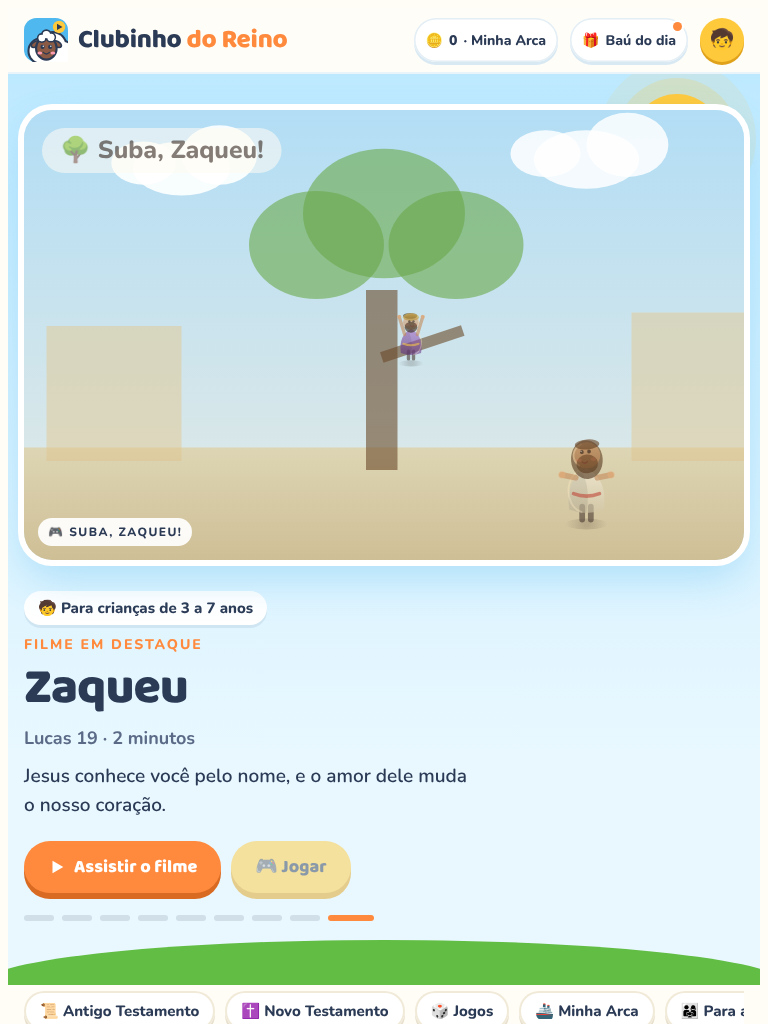 Clubinho do Reino
0 · Minha Arca
Baú do dia
Suba, Zaqueu!
SUBA, ZAQUEU!
Para crianças de 3 a 7 anos
FILME EM DESTAQUE
Zaqueu
Lucas 19 · 2 minutos
Jesus conhece você pelo nome, e o amor dele muda
o nosso coração.
Assistir o filme
Jogar
Antigo Testamento
Novo Testamento
Jogos
Minha Arca
Para